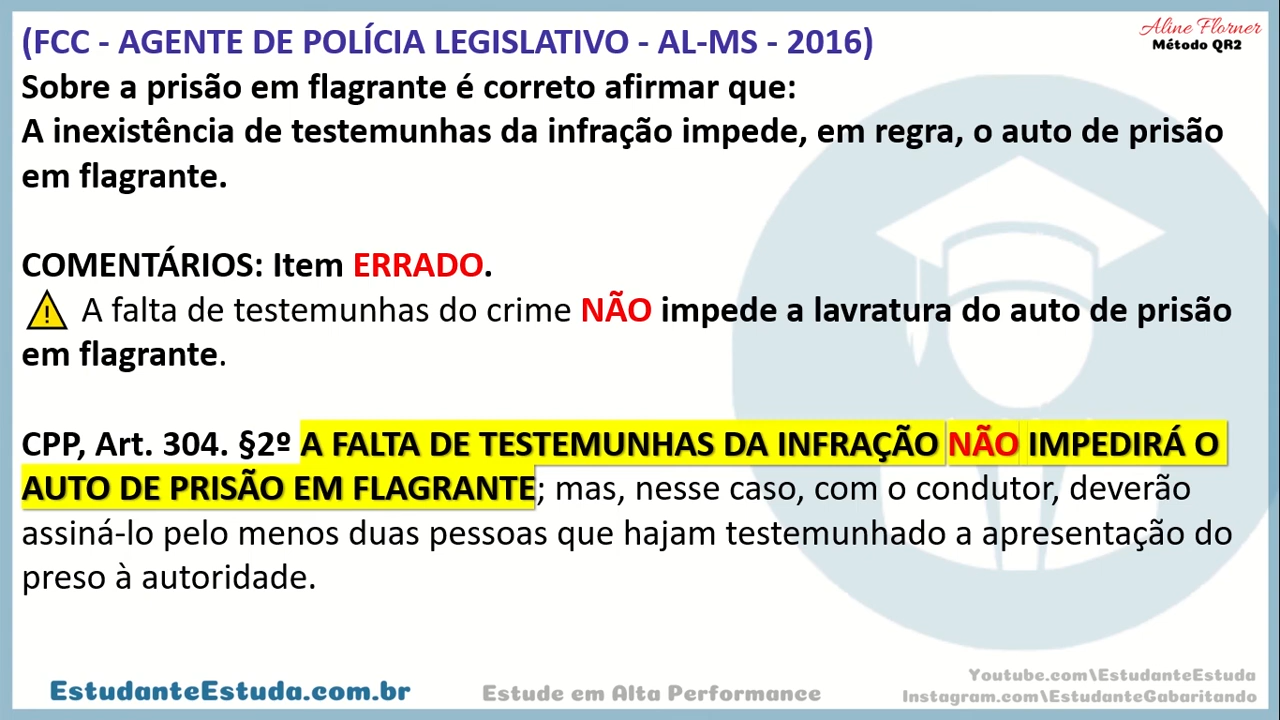 Aline Florner
Método QR2
(FCC - AGENTE DE POLÍCIA LEGISLATIVO - AL-MS - 2016)
Sobre a prisão em flagrante é correto afirmar que:
A inexistência de testemunhas da infração impede, em regra, o auto de prisão
em flagrante.
COMENTÁRIOS: Item ERRADO.
A falta de testemunhas do crime NÃO impede a lavratura do auto de prisão
em flagrante.
CPP, Art. 304. §2º A FALTA DE TESTEMUNHAS DA INFRAÇÃO NÃO IMPEDIRÁ O
AUTO DE PRISÃO EM FLAGRANTE; mas, nesse caso, com o condutor, deverão
assiná-lo pelo menos duas pessoas que hajam testemunhado a apresentação do
preso à autoridade.
EstudanteEstuda.com.br
Estude em Alta Performance
Youtube.com\EstudanteEstuda
Instagram.com\EstudanteGabaritando